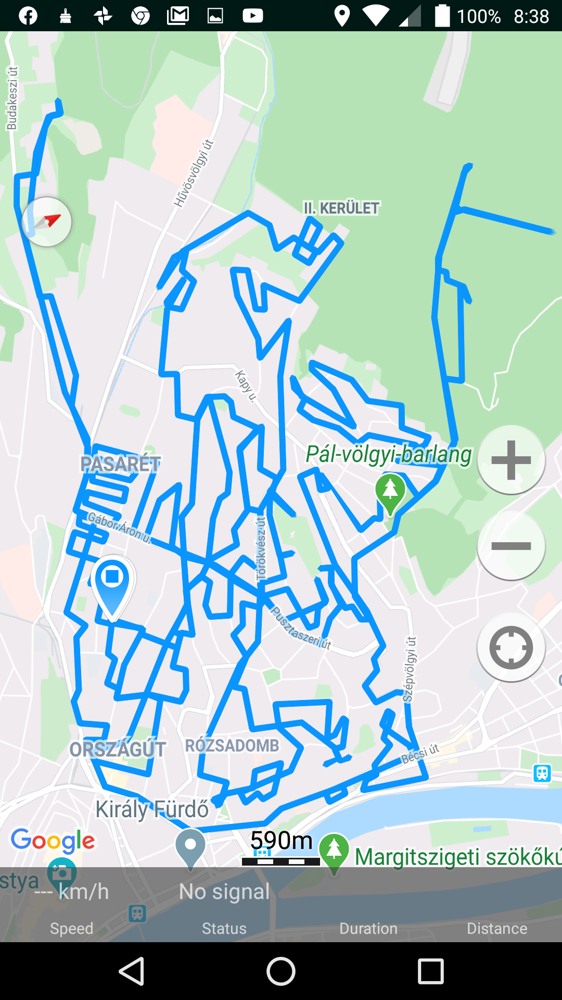 100% 8:38
Budakeszi út
Hűvösvölgyi út
II. KERÜLET
Kapy u.
Pál-völgyi-barlang
PASARÉT
Gábor Áron u.
Törökvész út
Pusztaszeri út
Szépvölgyi út
ORSZÁGÚT
RÓZSADOMB
Bécsi út
Király Fürdő
Google
590m
Margitszigeti szökőkú
stya
--- km/h
No signal
Speed
Status
Duration
Distance